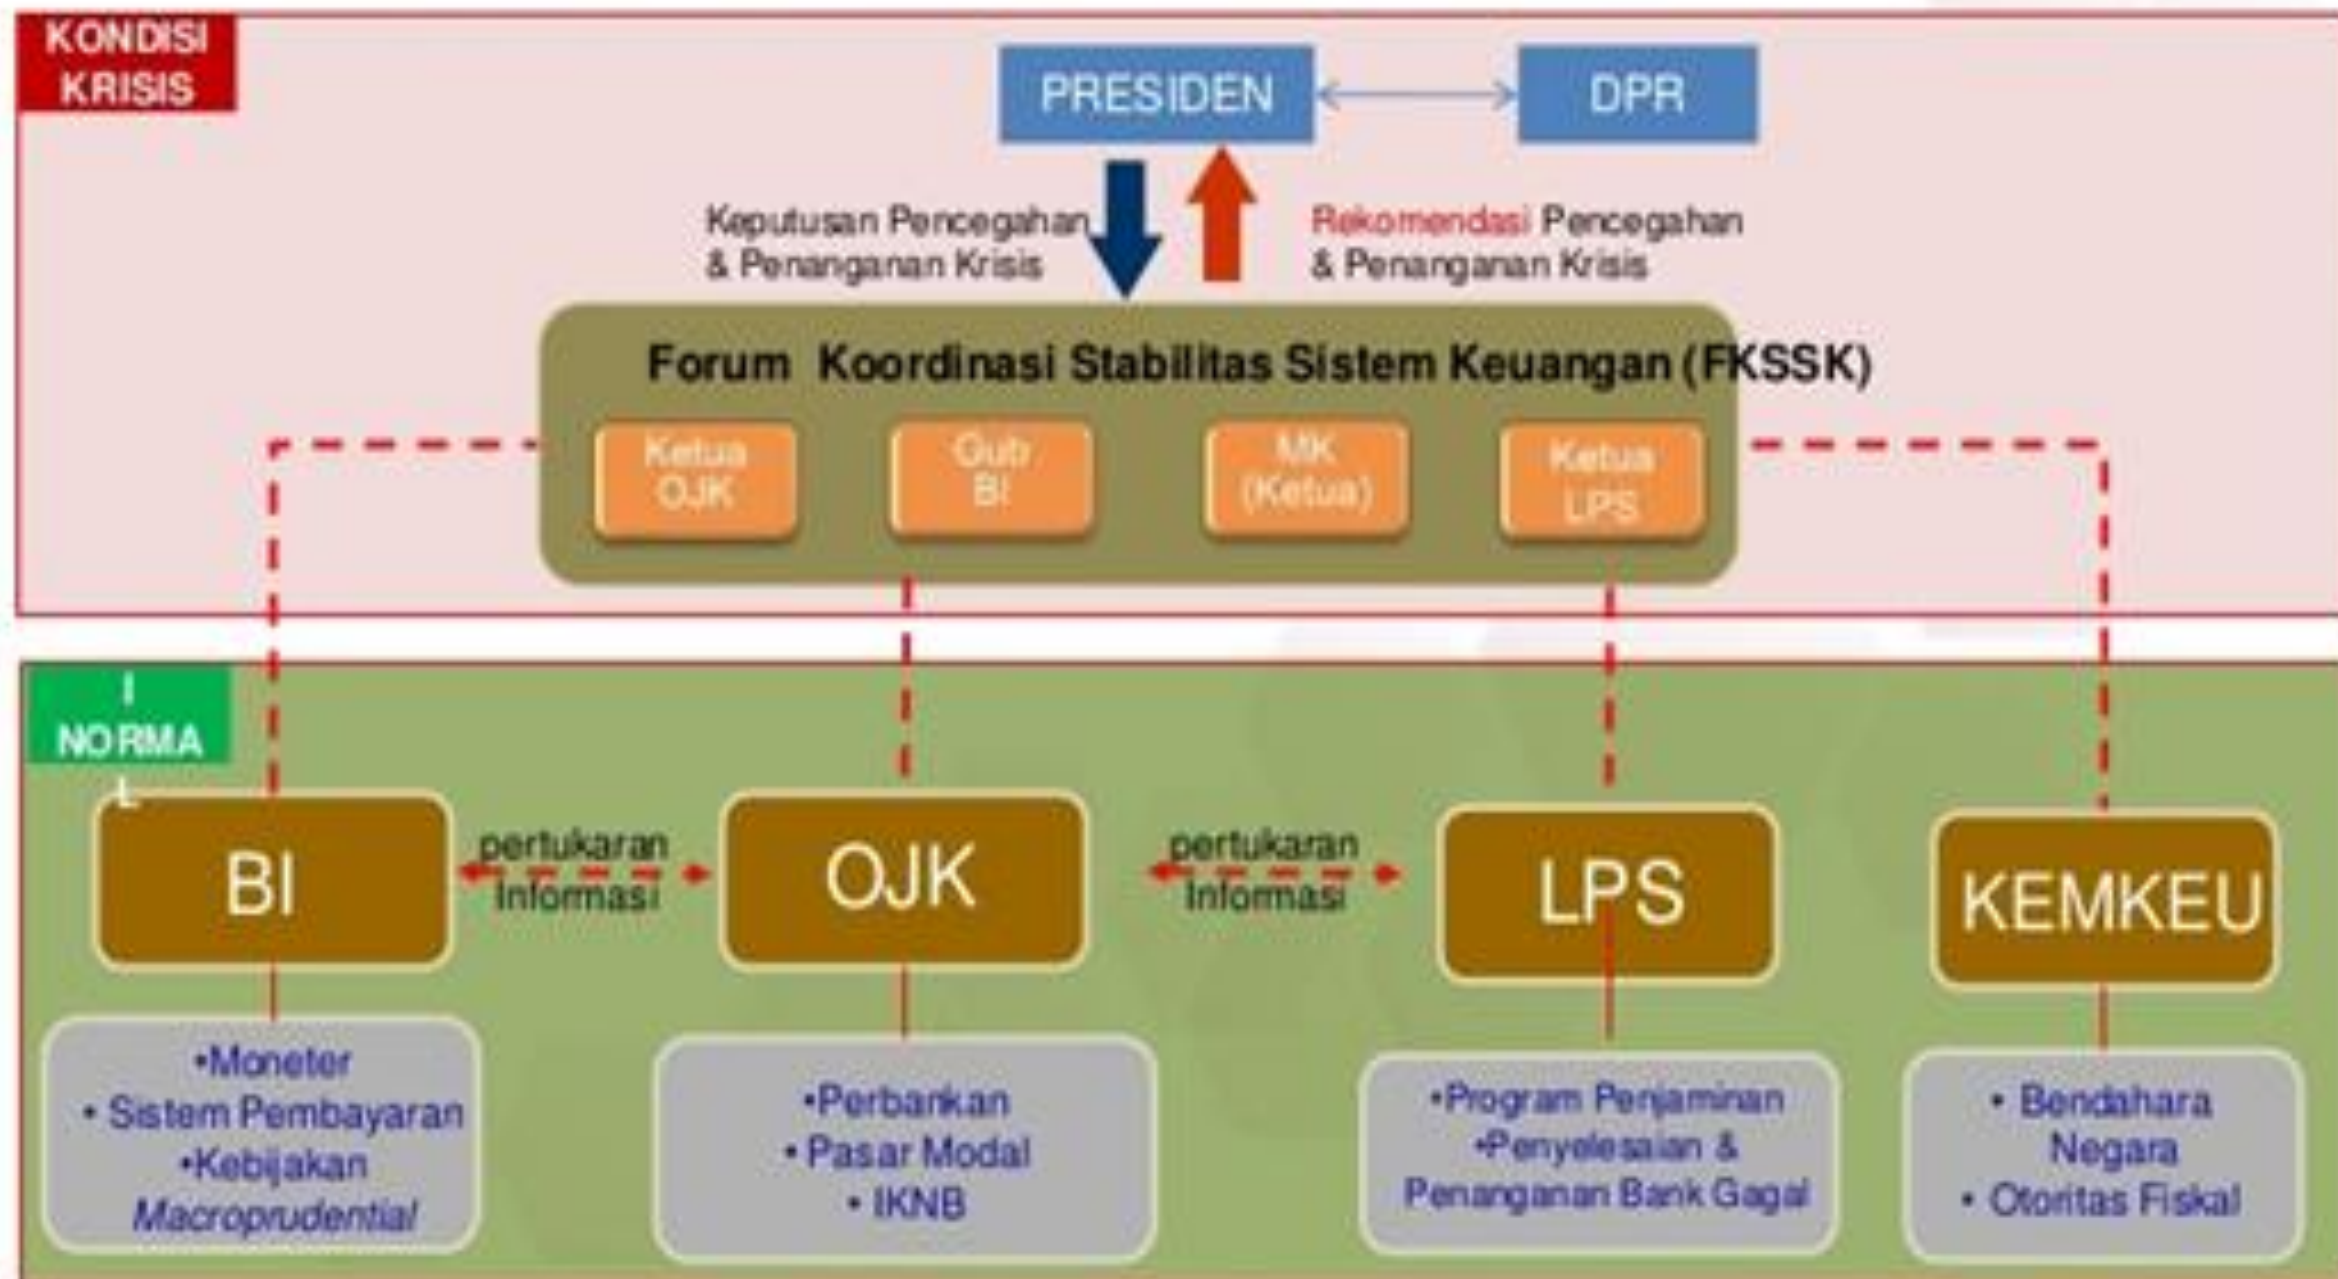 KONDISI
KRISIS
PRESIDEN
DPR
Keputusan Pencegahan
& Penanganan Krisis
Rekomendasi Pencegahan
& Penanganan Krisis
Forum Koordinasi Stabilitas Sistem Keuangan (FKSSK)
Ketua
OJK
Gub
BI
MK
(Ketua)
Ketua
LPS
I
NORMA
L
BI
pertukaran
Informasi
OJK
pertukaran
Informasi
LPS
KEMKEU
•Moneter
• Sistem Pembayaran
•Kebijakan
Macroprudential
•Perbankan
• Pasar Modal
• IKNB
•Program Penjaminan
•Penyelesaian &
Penanganan Bank Gagal
• Bendahara
Negara
• Otoritas Fiskal